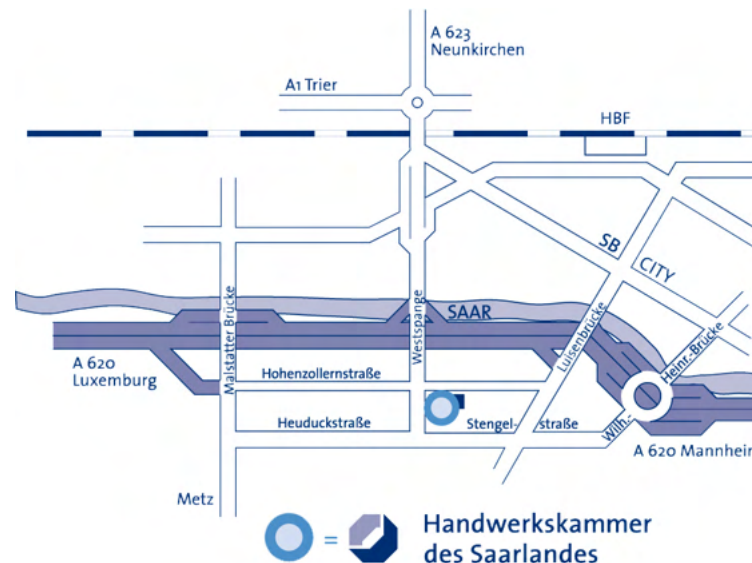 A 623
Neunkirchen
A1 Trier
HBF
SB
CITY
SAAR
Malstatter Brücke
Westspange
Luisenbrücke
Wilh.-
Heinr.-Brücke
A 620
Luxemburg
Hohenzollernstraße
Heuduckstraße
Stengel-
straße
A 620 Mannheim
Metz
=
Handwerkskammer
des Saarlandes